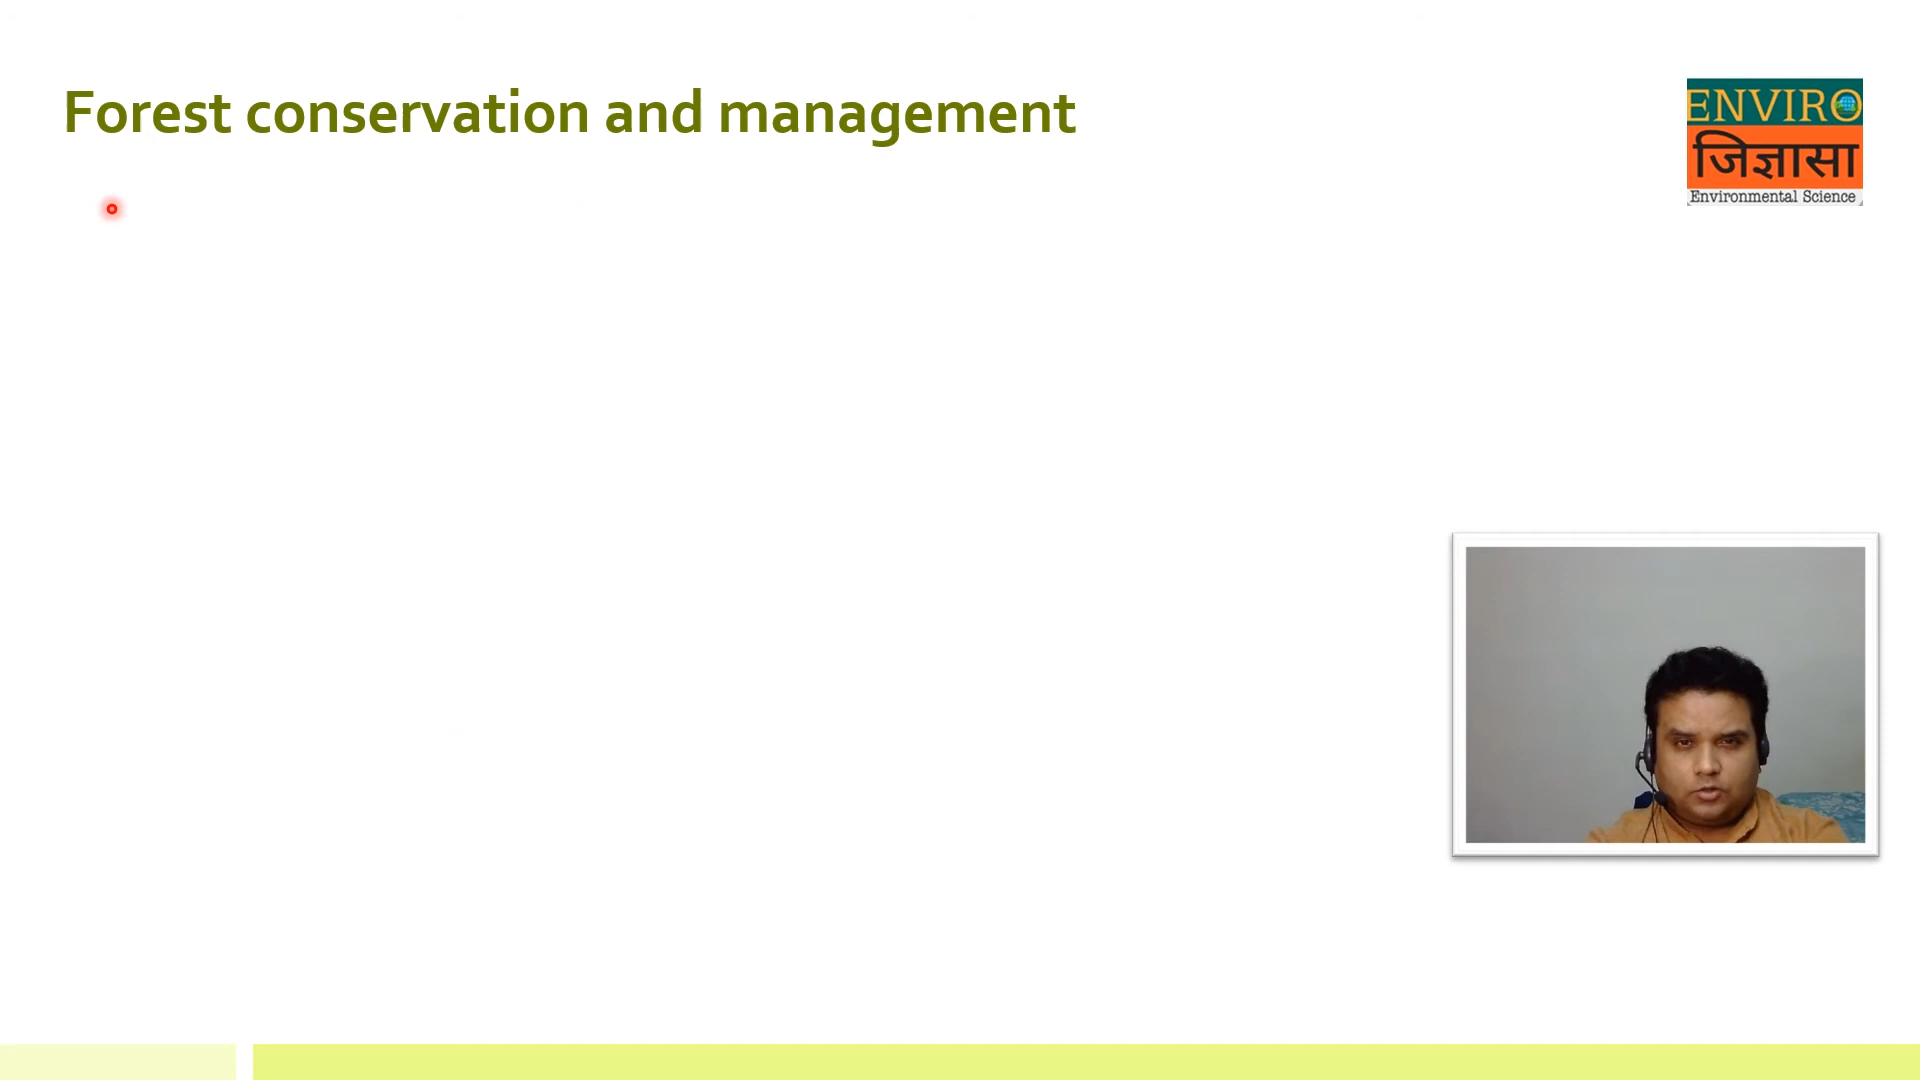 Forest conservation and management
ENVIRO
जिज्ञासा
Environmental Science